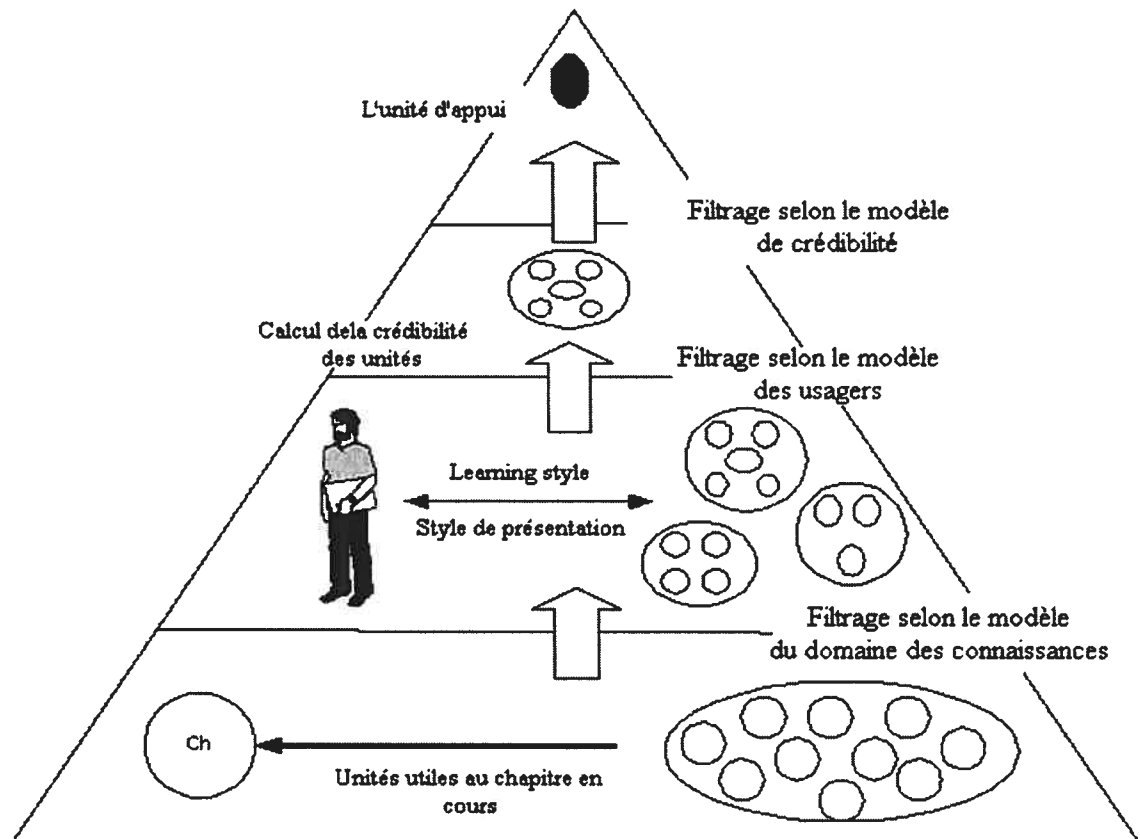 L'unité d'appui
Filtrage selon le modèle
de crédibilité
Calcul dela crédibilité
des unités
Filtrage selon le modèle
des usagers
Learning style
Style de présentation
Filtrage selon le modèle
du domaine des connaissances
Ch
Unités utiles au chapitre en
cours